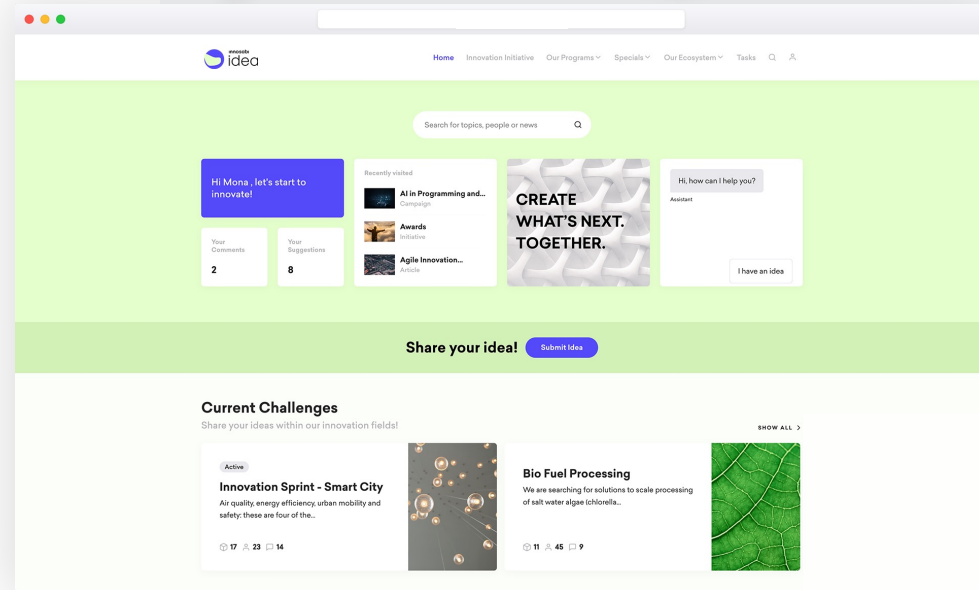 innosabi
idea
Home Innovation Initiative Our Programs Specials Our Ecosystem Tasks
Search for topics, people or news
Hi Mona , let's start to
innovate!
Your
Comments
2
Your
Suggestions
8
Recently visited
AI in Programming and...
Campaign
Awards
Initiative
Agile Innovation...
Article
CREATE
WHAT'S NEXT.
TOGETHER.
Hi, how can I help you?
Assistant
I have an idea
Share your idea! Submit Idea
Current Challenges
Share your ideas within our innovation fields!
SHOW ALL
Active
Innovation Sprint - Smart City
Air quality, energy efficiency, urban mobility and
safety: these are four of the...
17 23 14
Bio Fuel Processing
We are searching for solutions to scale processing
of salt water algae (chlorella...
11 45 9